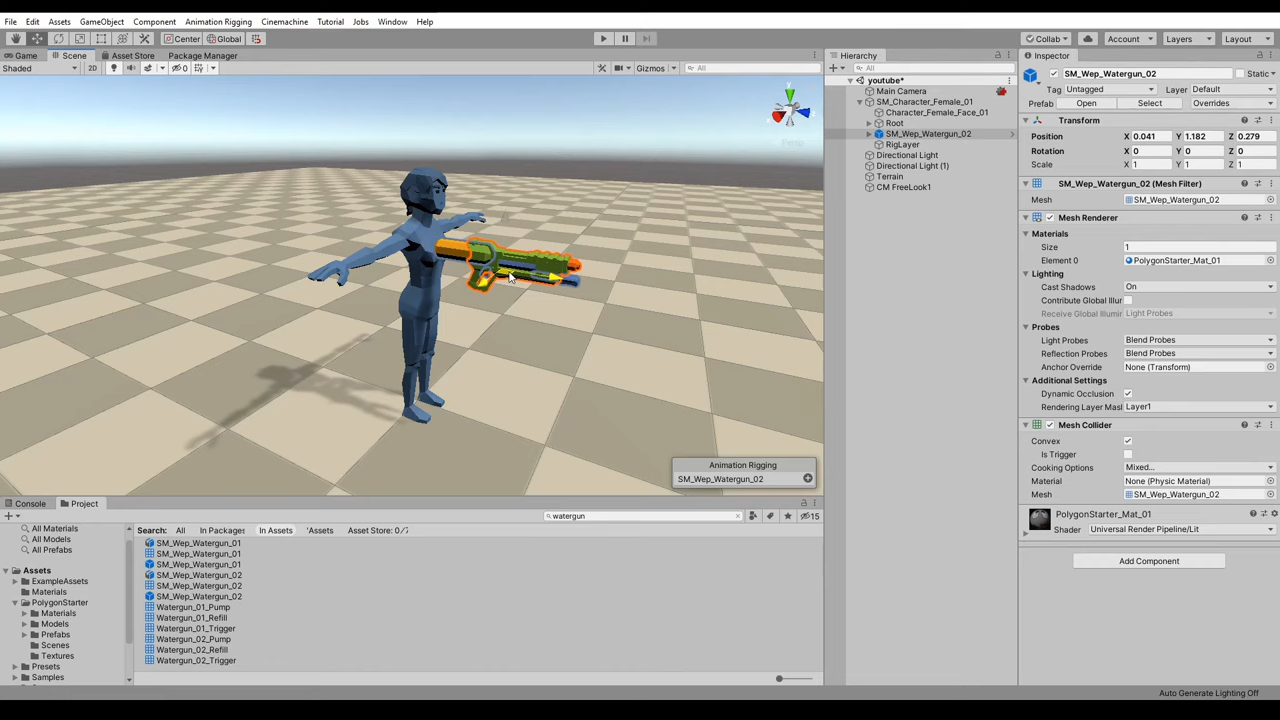 File Edit Assets GameObject Component Animation Rigging Cinemachine Tutorial Jobs Window Help
Center Global Collab Account Layers Layout
Game Scene Asset Store Package Manager
Shaded 2D 0 Gizmos All
Persp
Animation Rigging
SM_Wep_Watergun_02
Hierarchy
All
youtube*
Main Camera
SM_Character_Female_01
Character_Female_Face_01
Root
SM_Wep_Watergun_02
RigLayer
Directional Light
Directional Light (1)
Terrain
CM FreeLook1
Inspector
SM_Wep_Watergun_02 Static
Tag Untagged Layer Default
Prefab Open Select Overrides
Transform
Position X 0.041 Y 1.182 Z 0.279
Rotation X 0 Y 0 Z 0
Scale X 1 Y 1 Z 1
SM_Wep_Watergun_02 (Mesh Filter)
Mesh SM_Wep_Watergun_02
Mesh Renderer
Materials
Size 1
Element 0 PolygonStarter_Mat_01
Lighting
Cast Shadows On
Contribute Global Illur
Receive Global Illumir Light Probes
Probes
Light Probes Blend Probes
Reflection Probes Blend Probes
Anchor Override None (Transform)
Additional Settings
Dynamic Occlusion
Rendering Layer Masl Layer1
Mesh Collider
Convex
Is Trigger
Cooking Options Mixed...
Material None (Physic Material)
Mesh SM_Wep_Watergun_02
PolygonStarter_Mat_01
Shader Universal Render Pipeline/Lit
Add Component
Console Project
watergun 15
All Materials
All Models
All Prefabs
Assets
ExampleAssets
Materials
PolygonStarter
Materials
Models
Prefabs
Scenes
Textures
Presets
Samples
Search: All In Packages In Assets 'Assets Asset Store: 0/7
SM_Wep_Watergun_01
SM_Wep_Watergun_01
SM_Wep_Watergun_01
SM_Wep_Watergun_02
SM_Wep_Watergun_02
SM_Wep_Watergun_02
Watergun_01_Pump
Watergun_01_Refill
Watergun_01_Trigger
Watergun_02_Pump
Watergun_02_Refill
Watergun_02_Trigger
Auto Generate Lighting Off